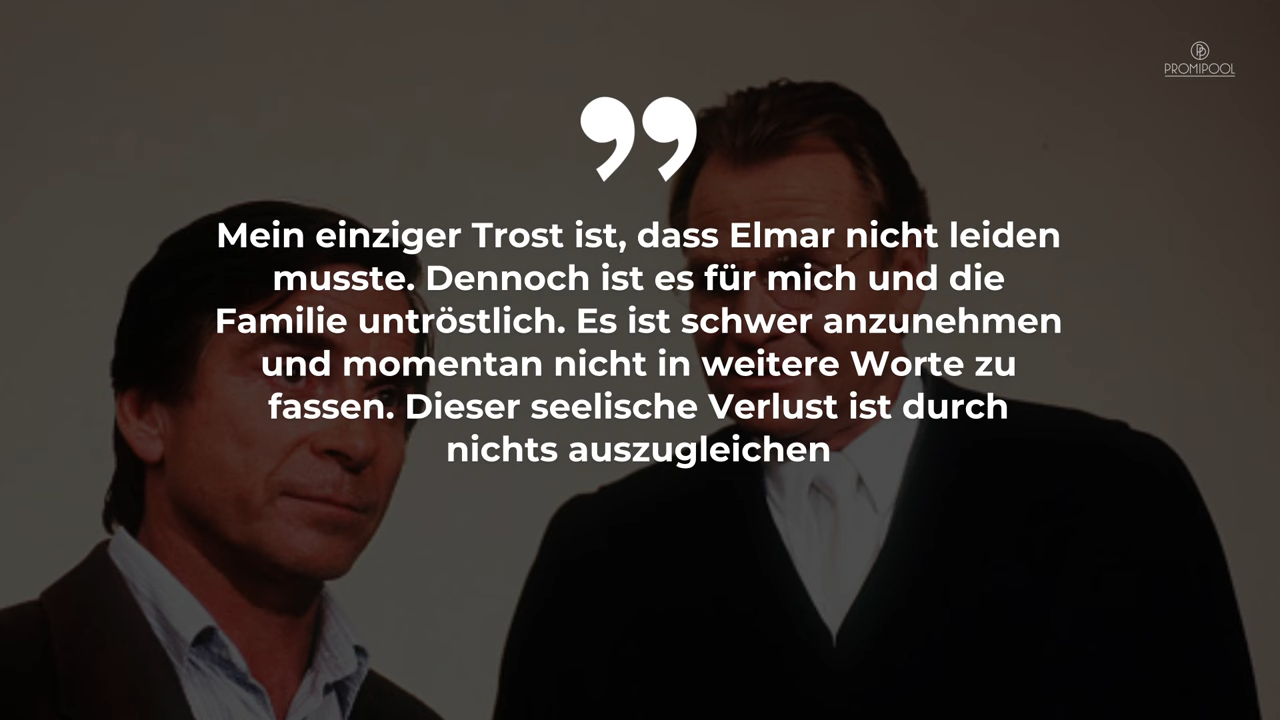 PROMIPOOL
”
Mein einziger Trost ist, dass Elmar nicht leiden
musste. Dennoch ist es für mich und die
Familie untröstlich. Es ist schwer anzunehmen
und momentan nicht in weitere Worte zu
fassen. Dieser seelische Verlust ist durch
nichts auszugleichen